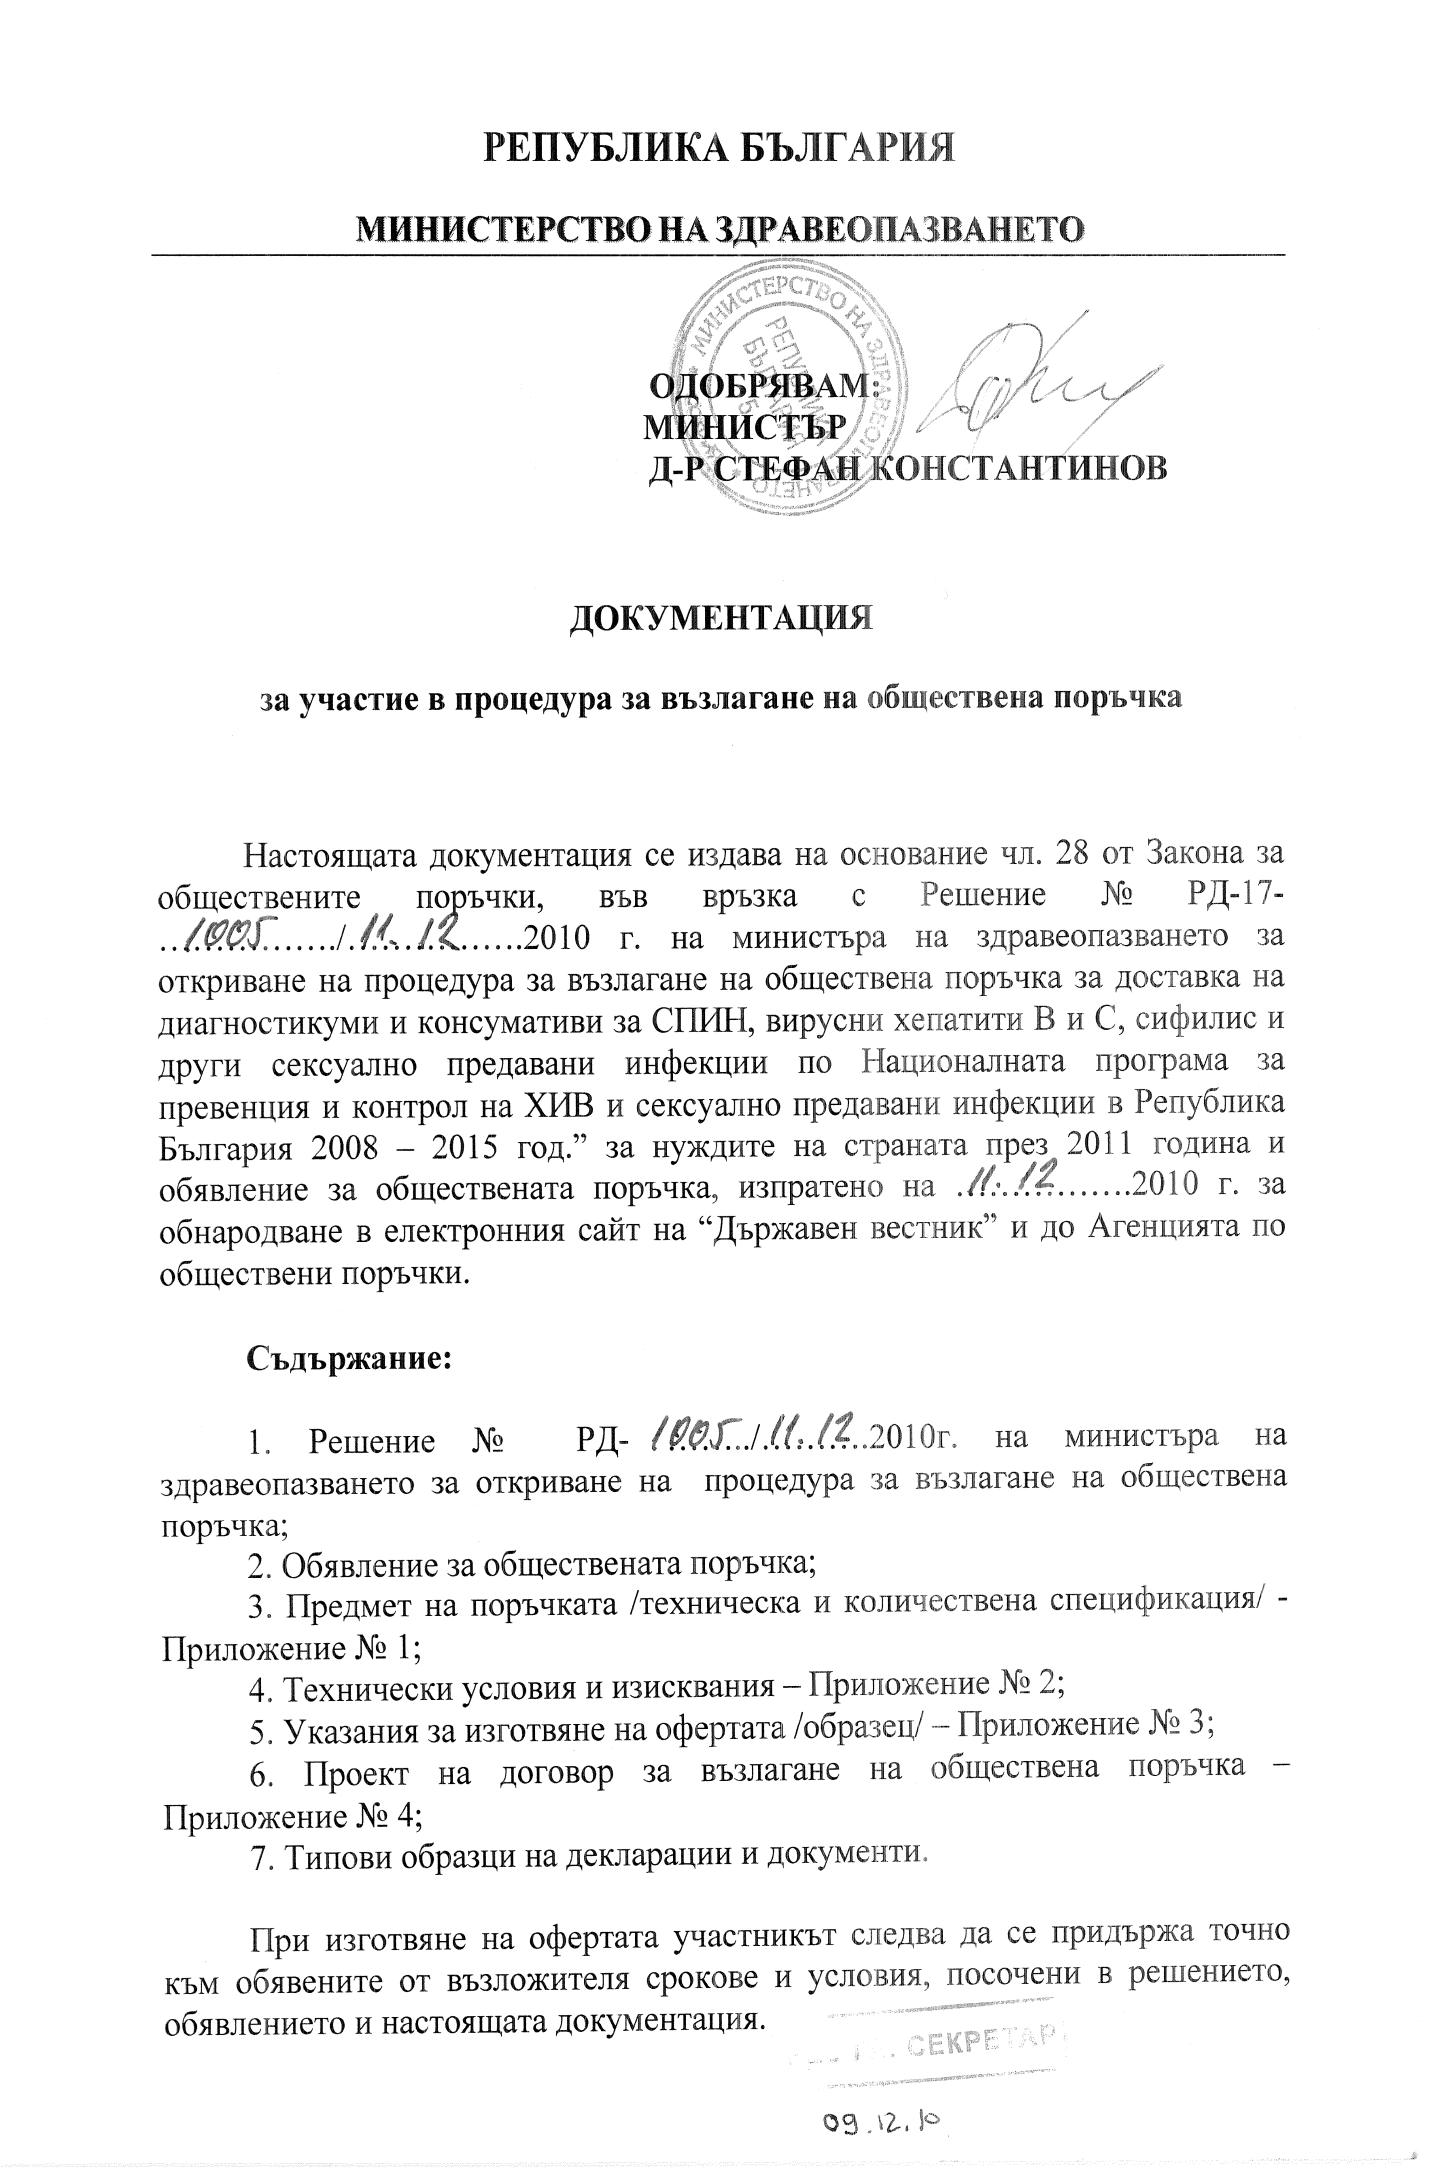 РЕПУБЛИКА БЪЛГАРИЯ
МИНИСТЕРСТВО НА ЗДРАВЕОПАЗВАНЕТО
МИНИСТЕРСТВО НА ЗДРАВЕОПАЗВАНЕТО
РЕПУБЛИКА
БЪЛГАРИЯ
Б
ОДОБРЯВАМ:
МИНИСТЪР
Д-Р СТЕФАН КОНСТАНТИНОВ
ДОКУМЕНТАЦИЯ
за участие в процедура за възлагане на обществена поръчка
Настоящата документация се издава на основание чл. 28 от Закона за
обществените поръчки, във връзка с Решение № РД-17-
..1005......./.11..12.......2010 г. на министъра на здравеопазването за
откриване на процедура за възлагане на обществена поръчка за доставка на
диагностикуми и консумативи за СПИН, вирусни хепатити В и С, сифилис и
други сексуално предавани инфекции по Националната програма за
превенция и контрол на ХИВ и сексуално предавани инфекции в Република
България 2008 – 2015 год.” за нуждите на страната през 2011 година и
обявление за обществената поръчка, изпратено на .11.12........2010 г. за
обнародване в електронния сайт на “Държавен вестник” и до Агенцията по
обществени поръчки.
Съдържание:
1. Решение № РД- 1005../.11.12..2010г. на министъра на
здравеопазването за откриване на процедура за възлагане на обществена
поръчка;
2. Обявление за обществената поръчка;
3. Предмет на поръчката /техническа и количествена спецификация/ -
Приложение № 1;
4. Технически условия и изисквания – Приложение № 2;
5. Указания за изготвяне на офертата /образец/ – Приложение № 3;
6. Проект на договор за възлагане на обществена поръчка –
Приложение № 4;
7. Типови образци на декларации и документи.
При изготвяне на офертата участникът следва да се придържа точно
към обявените от възложителя срокове и условия, посочени в решението,
обявлението и настоящата документация.
СЕКРЕТАР
09.12.10